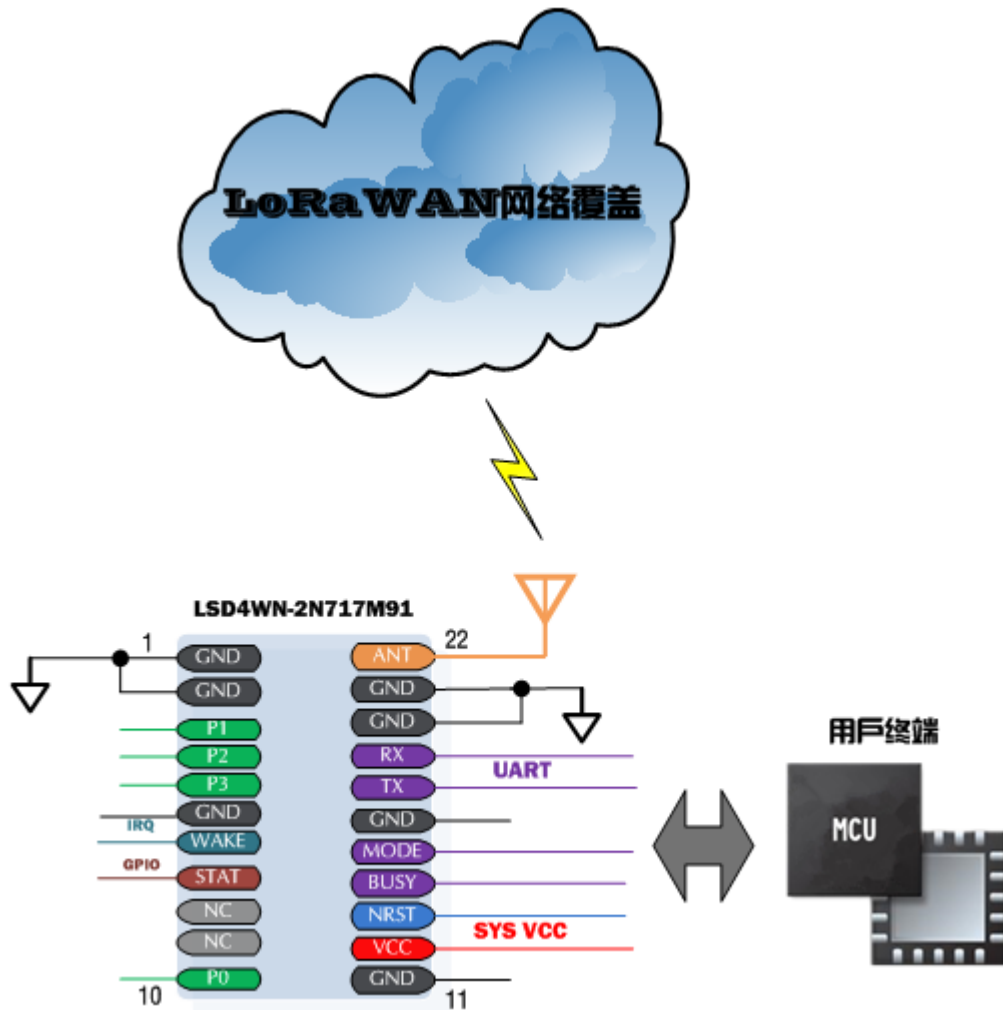 LoRaWAN网络覆盖
LSD4WN-2N717M91
1
22
GND
ANT
GND
GND
P1
GND
P2
RX
UART
P3
TX
GND
IRQ
GND
WAKE
MODE
GPIO
STAT
BUSY
NC
NRST
SYS VCC
NC
VCC
P0
GND
10
11
用戶终端
MCU